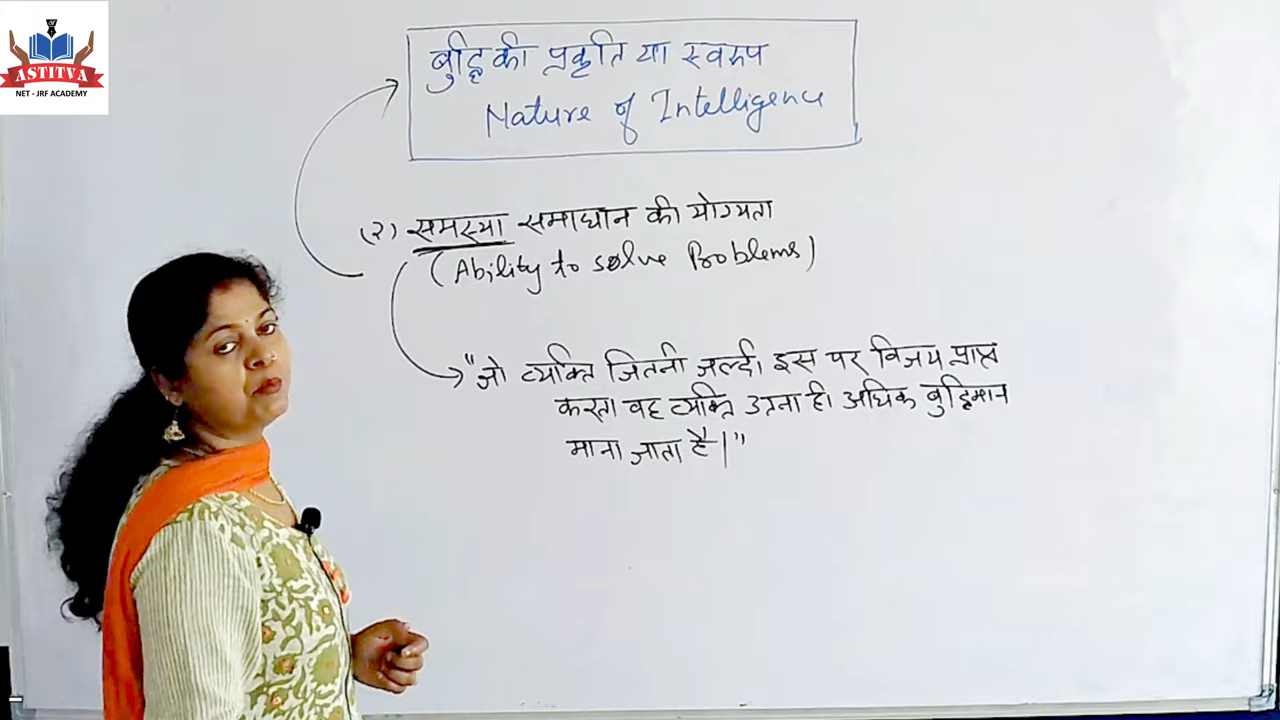 ASTITVA
NET - JRF ACADEMY
बुद्धि की प्रकृति या स्वरूप
Nature of Intelligence
(२) समस्या समाधान की योग्यता
(Ability to solve Problems)
"जो व्यक्ति जितनी जल्दी इस पर विजय प्राप्त
करता वह व्यक्ति उतना ही अधिक बुद्धिमान
माना जाता है।"